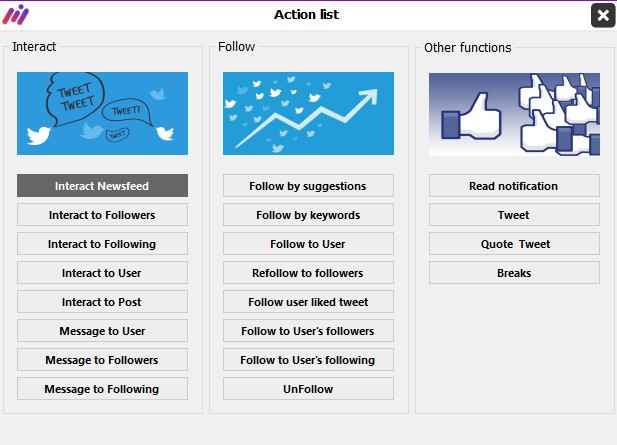 Action list
Interact
TWEET
TWEET
TWEET?
TWEET
Interact Newsfeed
Interact to Followers
Interact to Following
Interact to User
Interact to Post
Message to User
Message to Followers
Message to Following
Follow
Follow by suggestions
Follow by keywords
Follow to User
Refollow to followers
Follow user liked tweet
Follow to User's followers
Follow to User's following
UnFollow
Other functions
Read notification
Tweet
Quote Tweet
Breaks